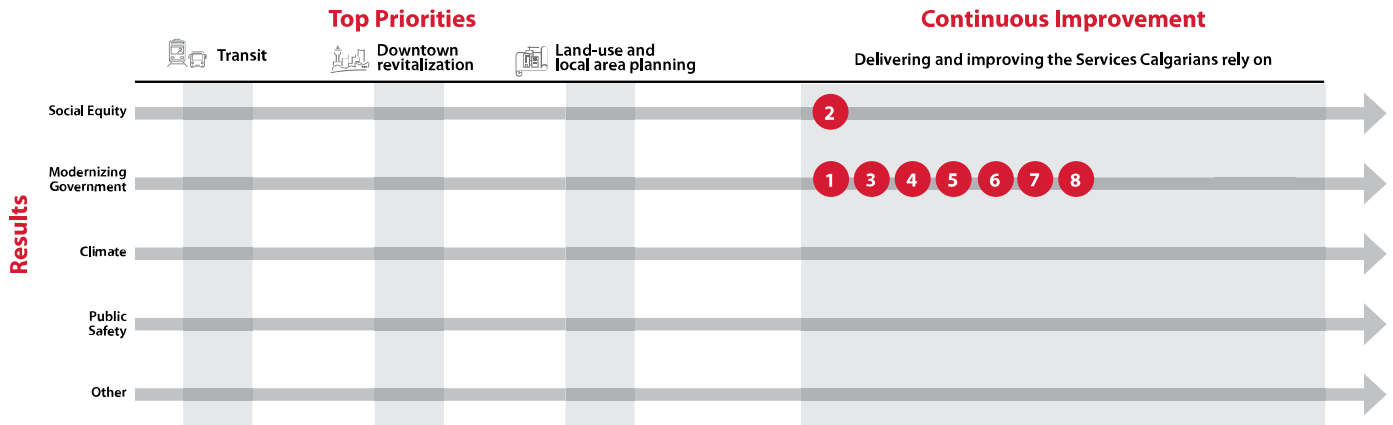 Top Priorities
Continuous Improvement
Transit
Downtown
revitalization
Land-use and
local area planning
Delivering and improving the Services Calgarians rely on
Results
Social Equity
2
Modernizing
Government
1 3 4 5 6 7 8
Climate
Public
Safety
Other